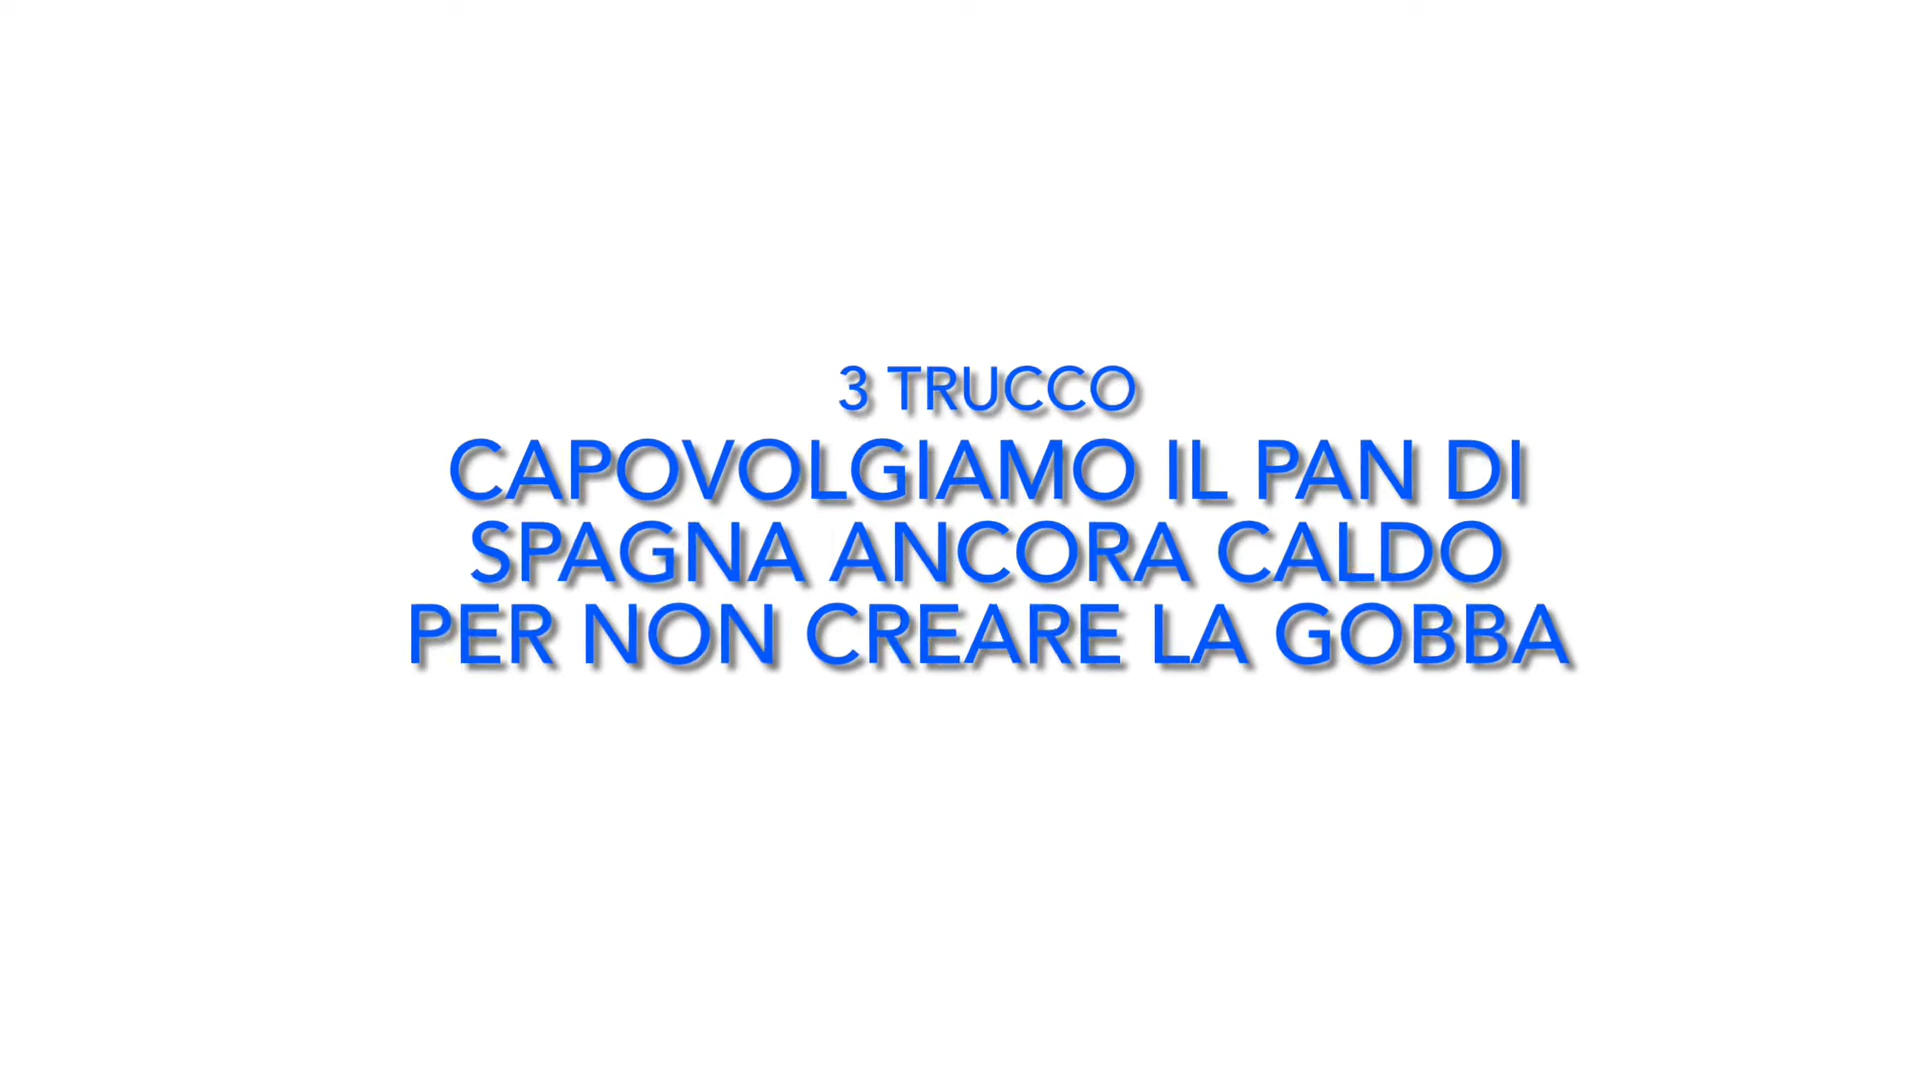 3 TRUCCO
CAPOVOLGIAMO IL PAN DI
SPAGNA ANCORA CALDO
PER NON CREARE LA GOBBA